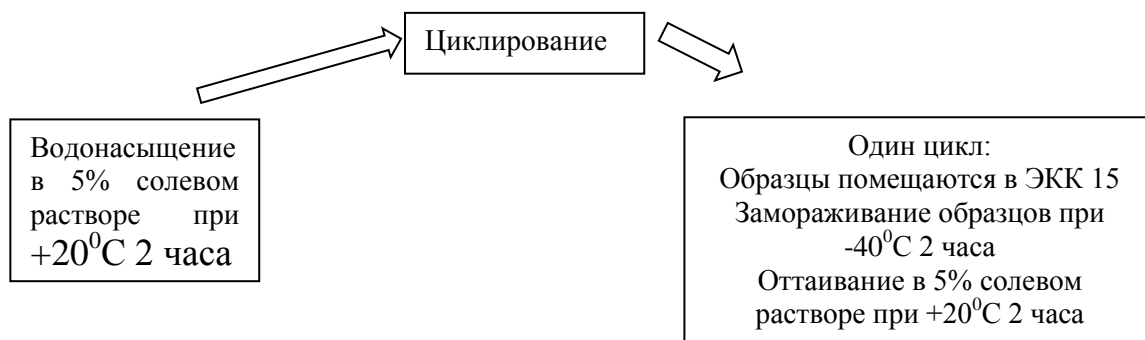 Циклирование
Водонасыщение
в 5% солевом
растворе при
+20⁰С 2 часа
Один цикл:
Образцы помещаются в ЭКК 15
Замораживание образцов при
-40⁰С 2 часа
Оттаивание в 5% солевом
растворе при +20⁰С 2 часа